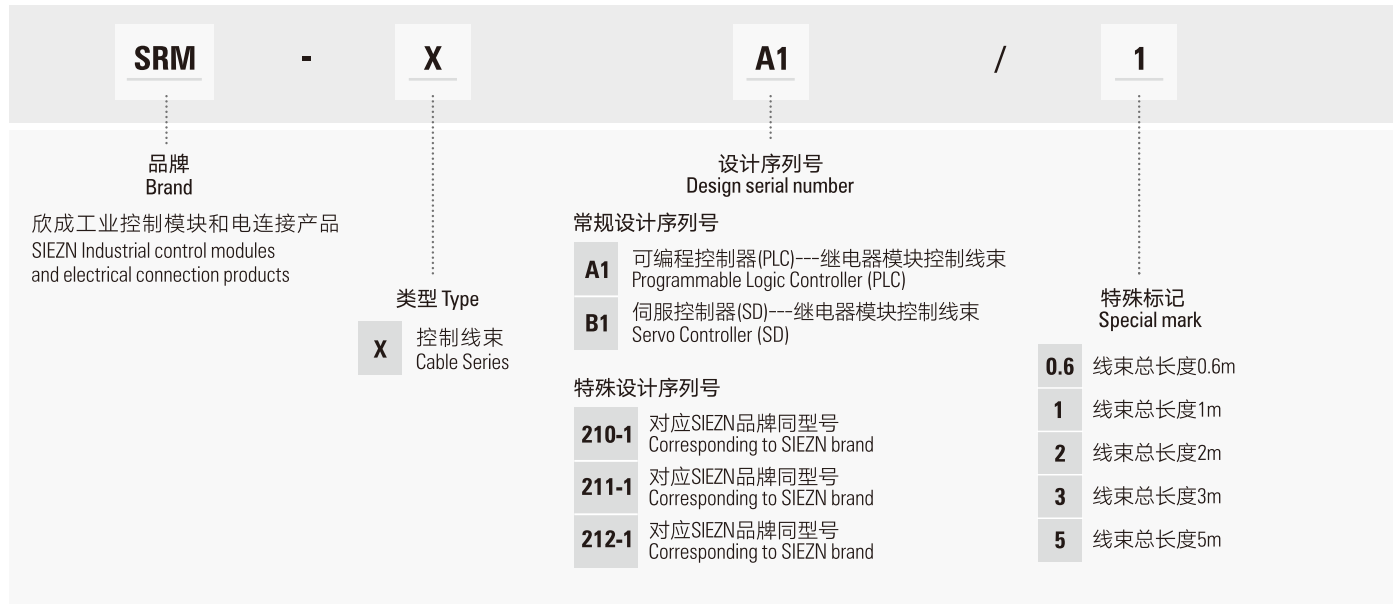 SRM - X A1 / 1
品牌
Brand
欣成工业控制模块和电连接产品
SIEZN Industrial control modules
and electrical connection products
类型 Type
X 控制线束
Cable Series
设计序列号
Design serial number
常规设计序列号
A1 可编程控制器(PLC)---继电器模块控制线束
Programmable Logic Controller (PLC)
B1 伺服控制器(SD)---继电器模块控制线束
Servo Controller (SD)
特殊设计序列号
210-1 对应SIEZN品牌同型号
Corresponding to SIEZN brand
211-1 对应SIEZN品牌同型号
Corresponding to SIEZN brand
212-1 对应SIEZN品牌同型号
Corresponding to SIEZN brand
特殊标记
Special mark
0.6 线束总长度0.6m
1 线束总长度1m
2 线束总长度2m
3 线束总长度3m
5 线束总长度5m